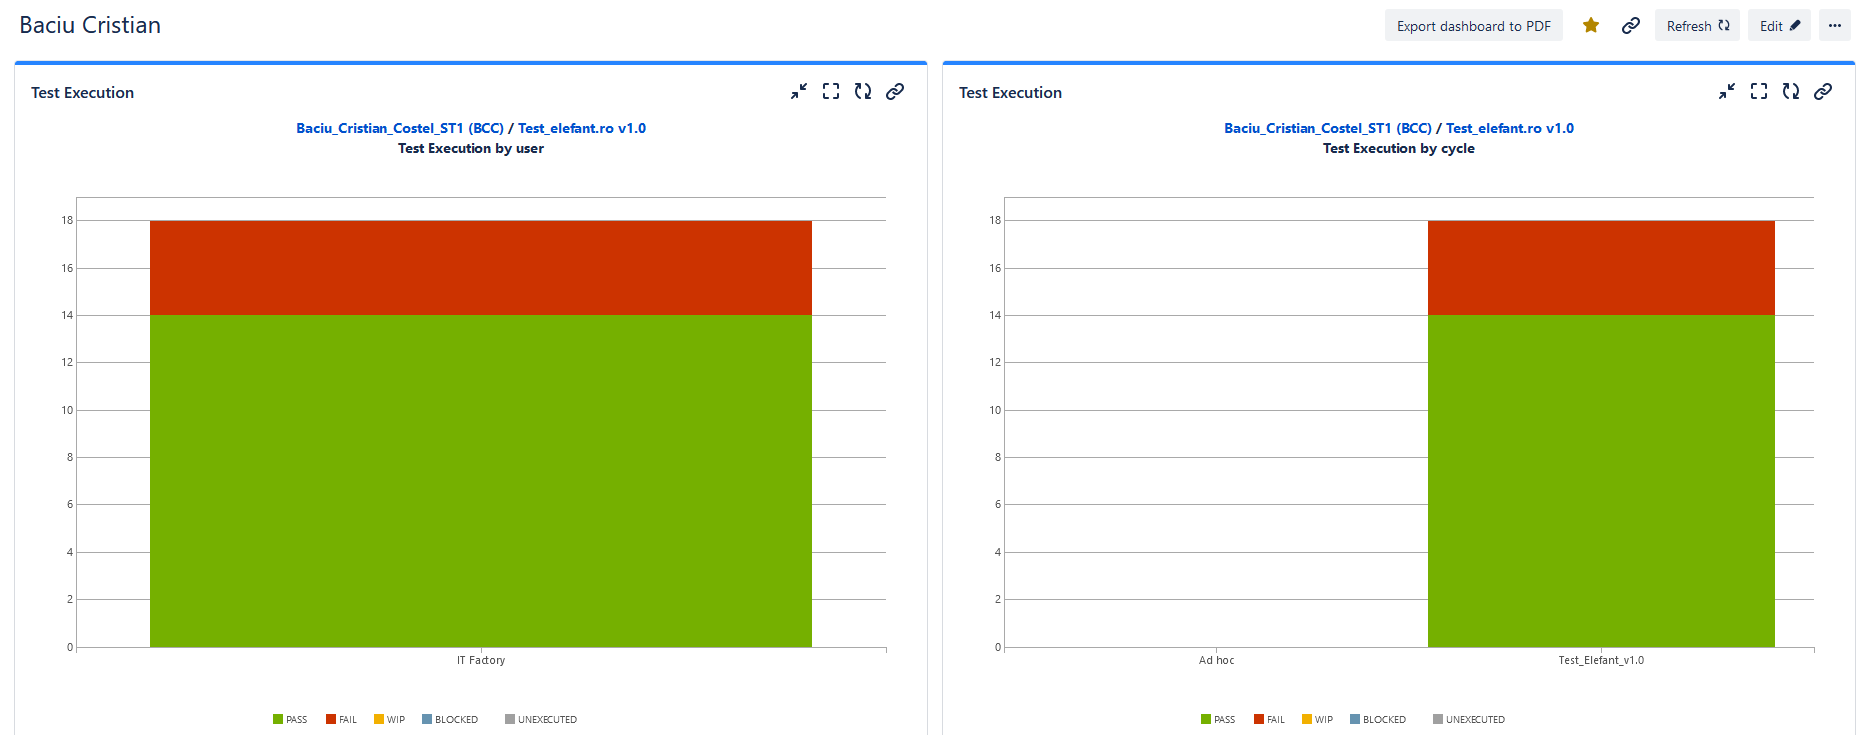 Baciu Cristian
Export dashboard to PDF
Refresh
Edit
Test Execution
Baciu_Cristian_Costel_ST1 (BCC) / Test_elefant.ro v1.0
Test Execution by user
18
16
14
12
10
8
6
4
2
0
IT Factory
PASS FAIL WIP BLOCKED UNEXECUTED
Test Execution
Baciu_Cristian_Costel_ST1 (BCC) / Test_elefant.ro v1.0
Test Execution by cycle
18
16
14
12
10
8
6
4
2
0
Ad hoc Test_Elefant_v1.0
PASS FAIL WIP BLOCKED UNEXECUTED